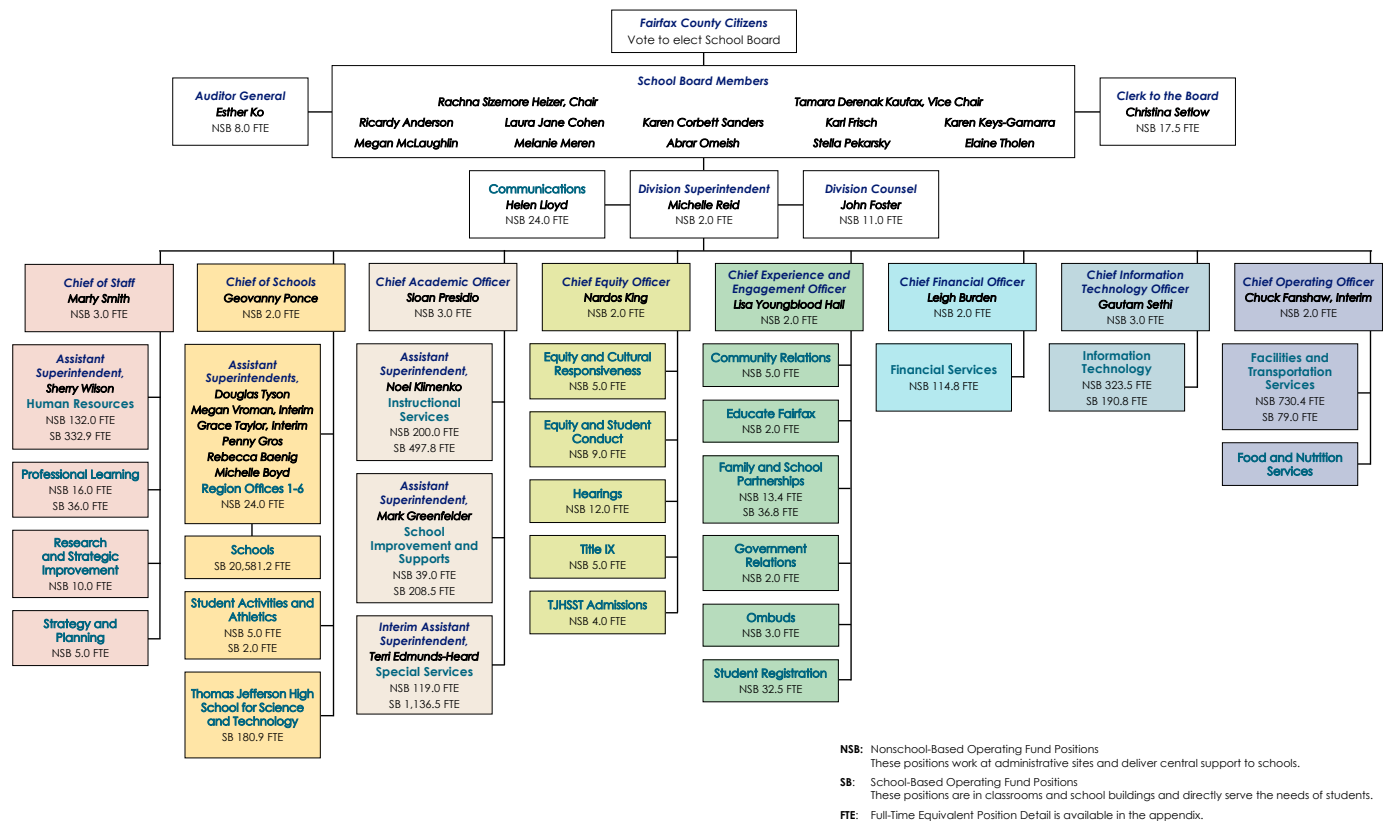 Fairfax County Citizens
Vote to elect School Board
School Board Members
Rachna Sizemore Heizer, Chair
Tamara Derenak Kaufax, Vice Chair
Ricardy Anderson
Laura Jane Cohen
Karen Corbett Sanders
Karl Frisch
Karen Keys-Gamarra
Megan McLaughlin
Melanie Meren
Abrar Omeish
Stella Pekarsky
Elaine Tholen
Auditor General
Esther Ko
NSB 8.0 FTE
Clerk to the Board
Christina Setlow
NSB 17.5 FTE
Communications
Helen Lloyd
NSB 24.0 FTE
Division Superintendent
Michelle Reid
NSB 2.0 FTE
Division Counsel
John Foster
NSB 11.0 FTE
Chief of Staff
Marty Smith
NSB 3.0 FTE
Assistant
Superintendent,
Sherry Wilson
Human Resources
NSB 132.0 FTE
SB 332.9 FTE
Professional Learning
NSB 16.0 FTE
SB 36.0 FTE
Research
and Strategic
Improvement
NSB 10.0 FTE
Strategy and
Planning
NSB 5.0 FTE
Chief of Schools
Geovanny Ponce
NSB 2.0 FTE
Assistant
Superintendents,
Douglas Tyson
Megan Vroman, Interim
Grace Taylor, Interim
Penny Gros
Rebecca Baenig
Michelle Boyd
Region Offices 1-6
NSB 24.0 FTE
Schools
SB 20,581.2 FTE
Student Activities and
Athletics
NSB 5.0 FTE
SB 2.0 FTE
Thomas Jefferson High
School for Science
and Technology
SB 180.9 FTE
Chief Academic Officer
Sloan Presidio
NSB 3.0 FTE
Assistant
Superintendent,
Noel Klimenko
Instructional
Services
NSB 200.0 FTE
SB 497.8 FTE
Assistant
Superintendent,
Mark Greenfelder
School
Improvement and
Supports
NSB 39.0 FTE
SB 208.5 FTE
Interim Assistant
Superintendent,
Terri Edmunds-Heard
Special Services
NSB 119.0 FTE
SB 1,136.5 FTE
Chief Equity Officer
Nardos King
NSB 2.0 FTE
Equity and Cultural
Responsiveness
NSB 5.0 FTE
Equity and Student
Conduct
NSB 9.0 FTE
Hearings
NSB 12.0 FTE
Title IX
NSB 5.0 FTE
TJHSST Admissions
NSB 4.0 FTE
Chief Experience and
Engagement Officer
Lisa Youngblood Hall
NSB 2.0 FTE
Community Relations
NSB 5.0 FTE
Educate Fairfax
NSB 2.0 FTE
Family and School
Partnerships
NSB 13.4 FTE
SB 36.8 FTE
Government
Relations
NSB 2.0 FTE
Ombuds
NSB 3.0 FTE
Student Registration
NSB 32.5 FTE
Chief Financial Officer
Leigh Burden
NSB 2.0 FTE
Financial Services
NSB 114.8 FTE
Chief Information
Technology Officer
Gautam Sethi
NSB 3.0 FTE
Information
Technology
NSB 323.5 FTE
SB 190.8 FTE
Chief Operating Officer
Chuck Fanshaw, Interim
NSB 2.0 FTE
Facilities and
Transportation
Services
NSB 730.4 FTE
SB 79.0 FTE
Food and Nutrition
Services
NSB: Nonschool-Based Operating Fund Positions
These positions work at administrative sites and deliver central support to schools.
SB: School-Based Operating Fund Positions
These positions are in classrooms and school buildings and directly serve the needs of students.
FTE: Full-Time Equivalent Position Detail is available in the appendix.